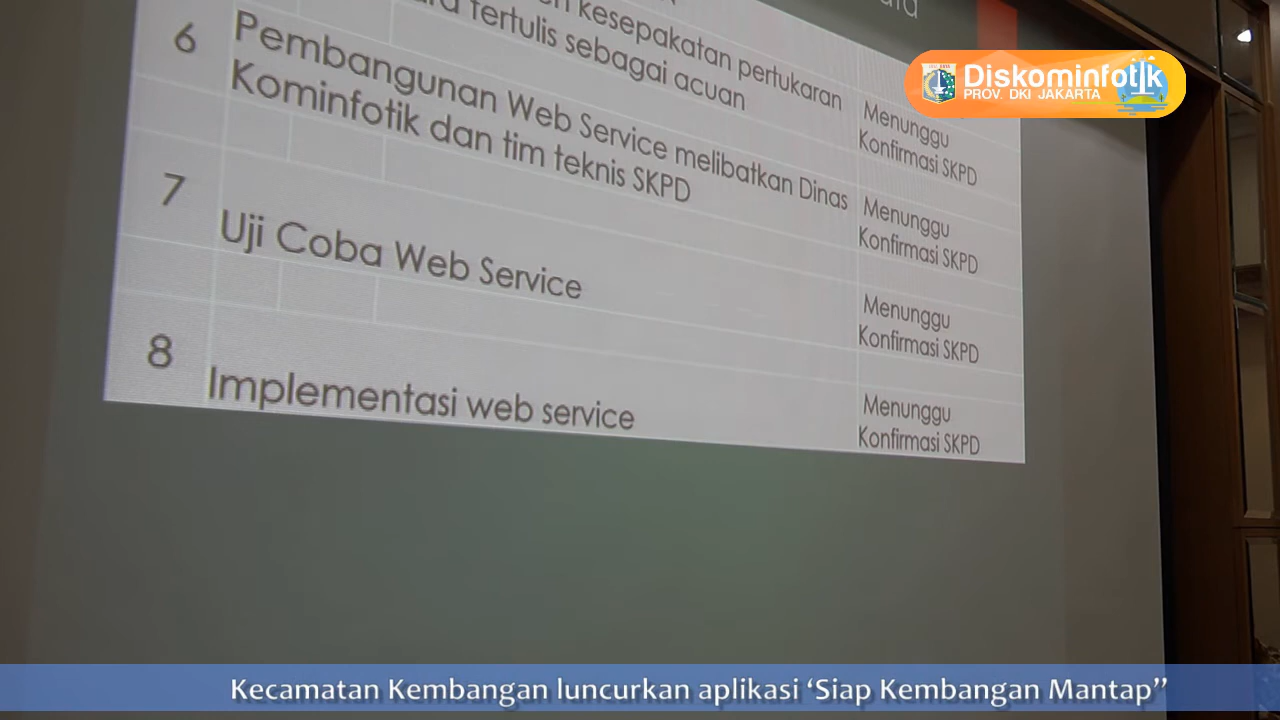 kesepakatan pertukaran
tertulis sebagai acuan
Menunggu
Konfirmasi SKPD
6
Pembangunan Web Service melibatkan Dinas
Kominfotik dan tim teknis SKPD
Menunggu
Konfirmasi SKPD
7
Uji Coba Web Service
Menunggu
Konfirmasi SKPD
8
Implementasi web service
Menunggu
Konfirmasi SKPD
Diskominfotik
PROV. DKI JAKARTA
Kecamatan Kembangan luncurkan aplikasi ‘Siap Kembangan Mantap”